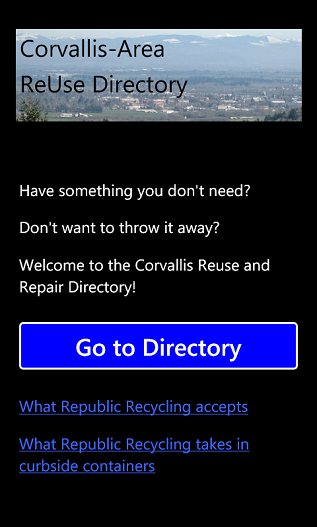 Corvallis-Area
ReUse Directory
Have something you don't need?
Don't want to throw it away?
Welcome to the Corvallis Reuse and
Repair Directory!
Go to Directory
What Republic Recycling accepts
What Republic Recycling takes in
curbside containers